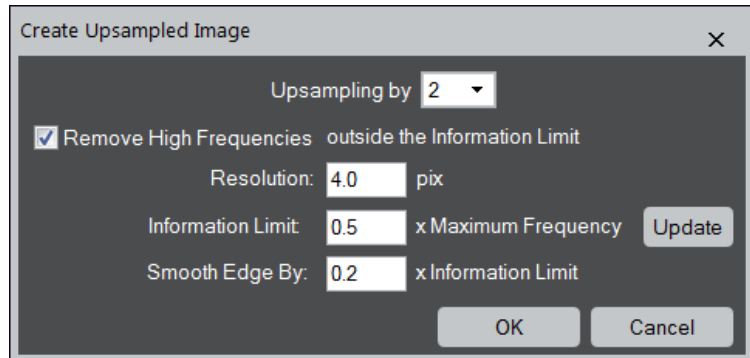 Create Upsampled Image
Upsampling by 2
Remove High Frequencies outside the Information Limit
Resolution: 4.0 pix
Information Limit: 0.5 x Maximum Frequency Update
Smooth Edge By: 0.2 x Information Limit
OK Cancel